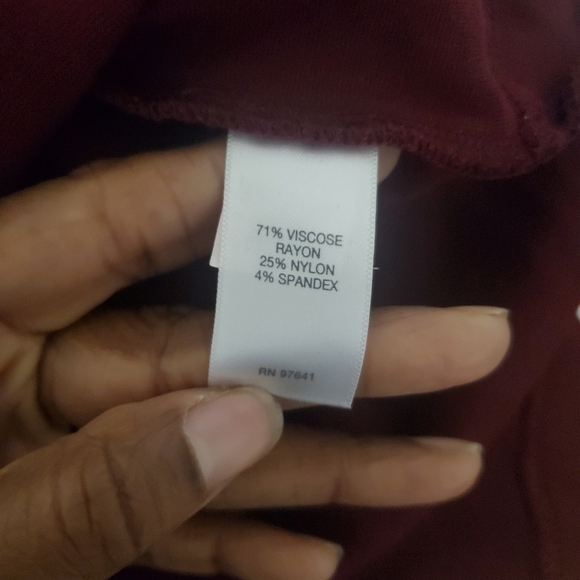 71% VISCOSE
RAYON
25% NYLON
4% SPANDEX
RN 97641